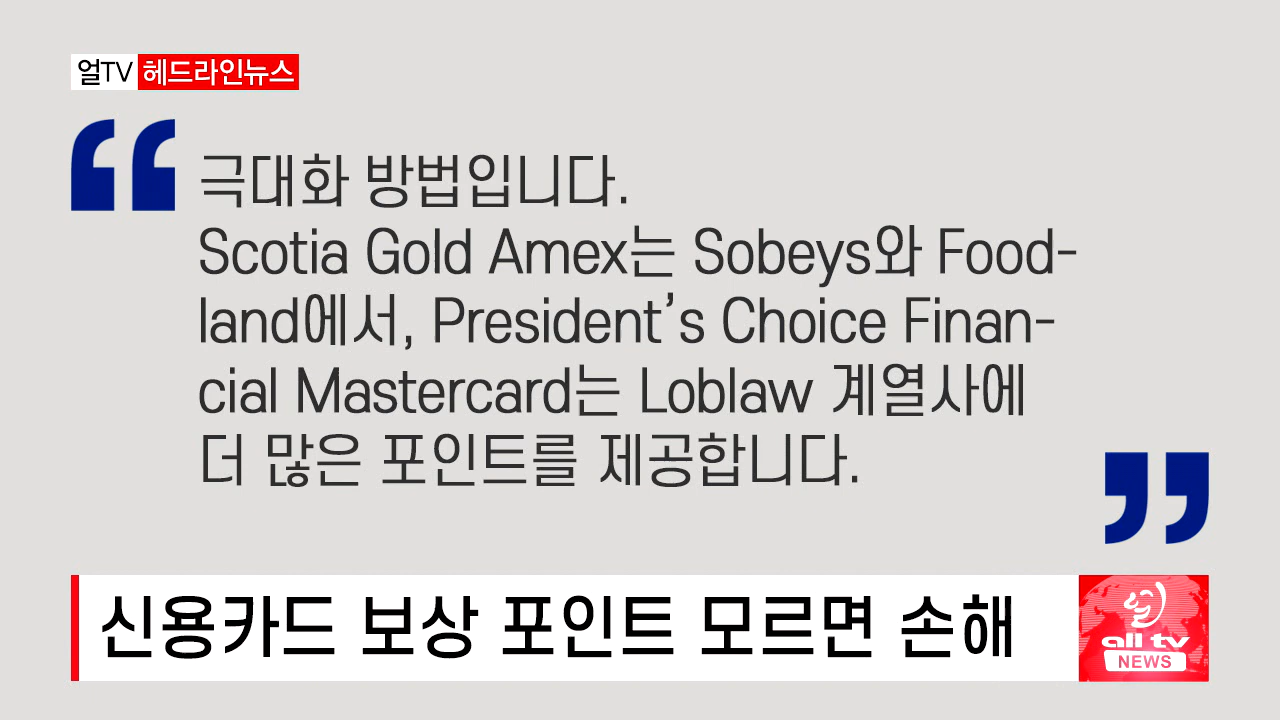 얼TV 헤드라인뉴스
“
극대화 방법입니다.
Scotia Gold Amex는 Sobeys와 Food-
land에서, President’s Choice Finan-
cial Mastercard는 Loblaw 계열사에
더 많은 포인트를 제공합니다.
”
신용카드 보상 포인트 모르면 손해
all tv
NEWS